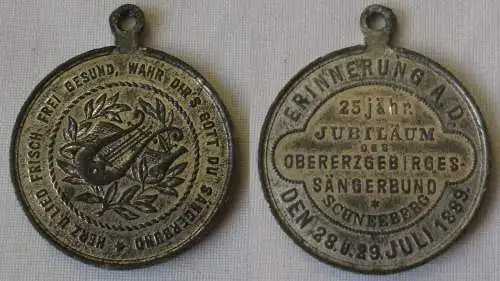 HERZ U. LIED FRISCH, FREI GESUND, WAHR DIR'S GOTT DU SÄNGERBUND
ERINNERUNG A. D.
25 jähr.
JUBILÄUM
DES
OBERERZGEBIRGES-
SÄNGERBUND
SCHNEEBERG
DEN 28. U. 29. JULI 1889.